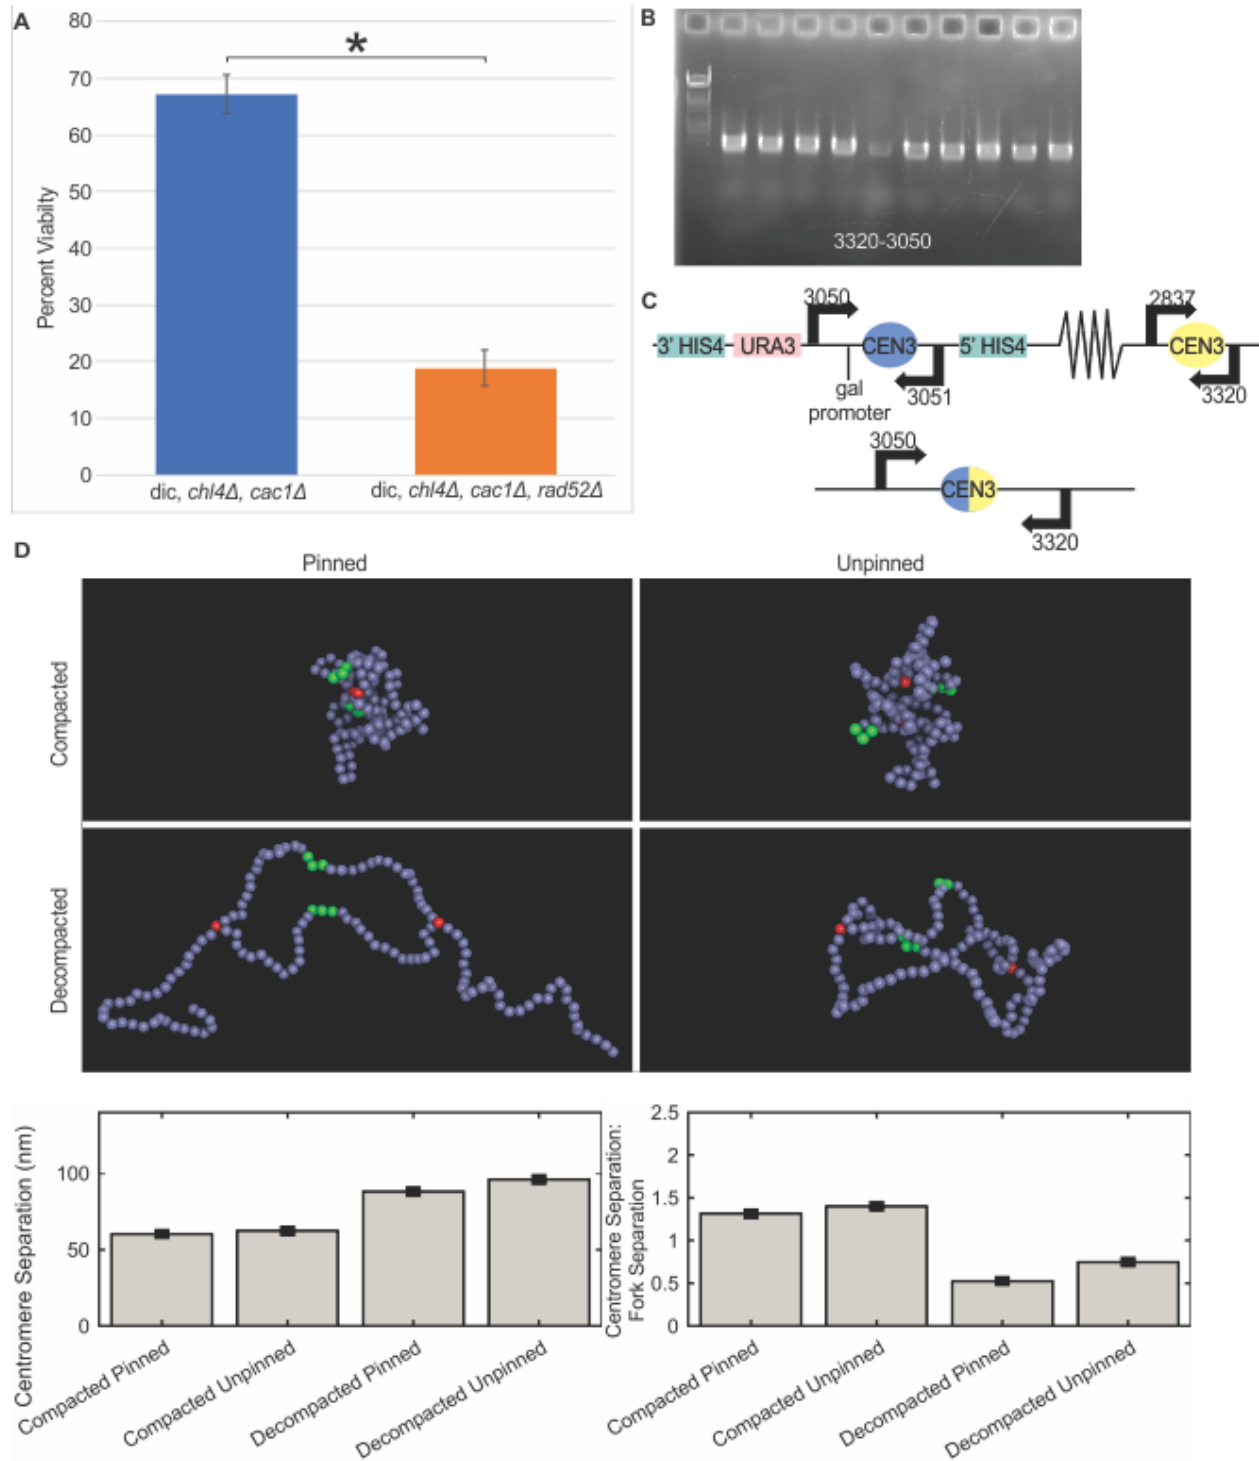 A
80
70
60
50
40
30
20
10
0
Percent Viabilty
*
dic, chl4Δ, cac1Δ
dic, chl4Δ, cac1Δ, rad52Δ
B
3320-3050
C
3050
2837
3' HIS4
URA3
CEN3
5' HIS4
CEN3
gal
promoter
3051
3320
3050
CEN3
3320
D
Pinned
Unpinned
Compacted
Decompacted
Centromere Separation (nm)
100
50
0
Compacted Pinned
Compacted Unpinned
Decompacted Pinned
Decompacted Unpinned
Centromere Separation:
Fork Separation
2.5
2
1.5
1
0.5
0
Compacted Pinned
Compacted Unpinned
Decompacted Pinned
Decompacted Unpinned